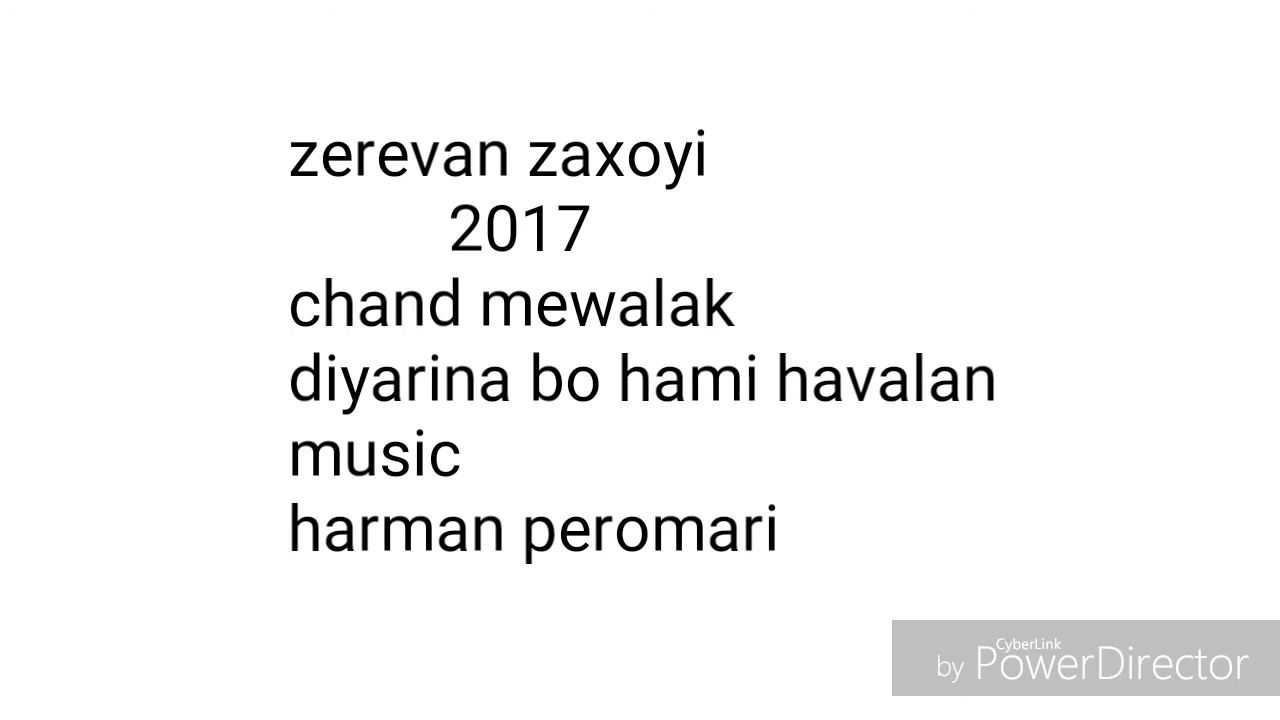 zerevan zaxoyi
2017
chand mewalak
diyarina bo hami havalan
music
harman peromari
CyberLink
by PowerDirector